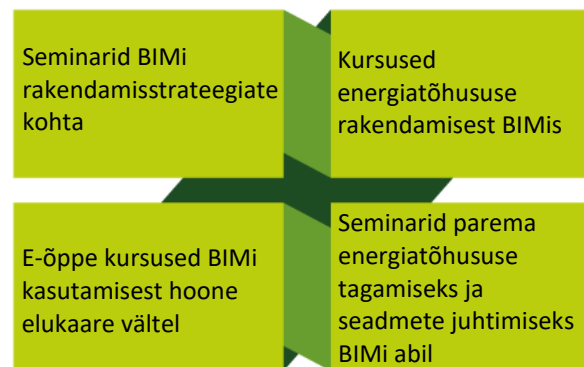 Seminarid BIMi
rakendamisstrateegiate
kohta
Kursused
energiatõhususe
rakendamisest BIMis
E-õppe kursused BIMi
kasutamisest hoone
elukaare vältel
Seminarid parema
energiatõhususe
tagamiseks ja
seadmete juhtimiseks
BIMi abil